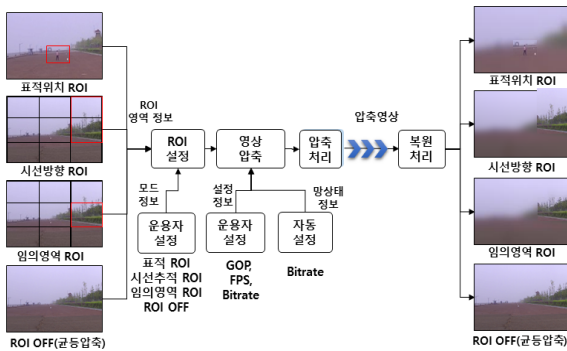 표적위치 ROI
시선방향 ROI
임의영역 ROI
ROI OFF(균등압축)
ROI
영역 정보
ROI
설정
영상
압축
압축
처리
압축영상
복원
처리
모드
정보
설정
정보
망상태
정보
운용자
설정
운용자
설정
자동
설정
표적 ROI
시선추적 ROI
임의영역 ROI
ROI OFF
GOP,
FPS,
Bitrate
Bitrate
표적위치 ROI
시선방향 ROI
임의영역 ROI
ROI OFF(균등압축)